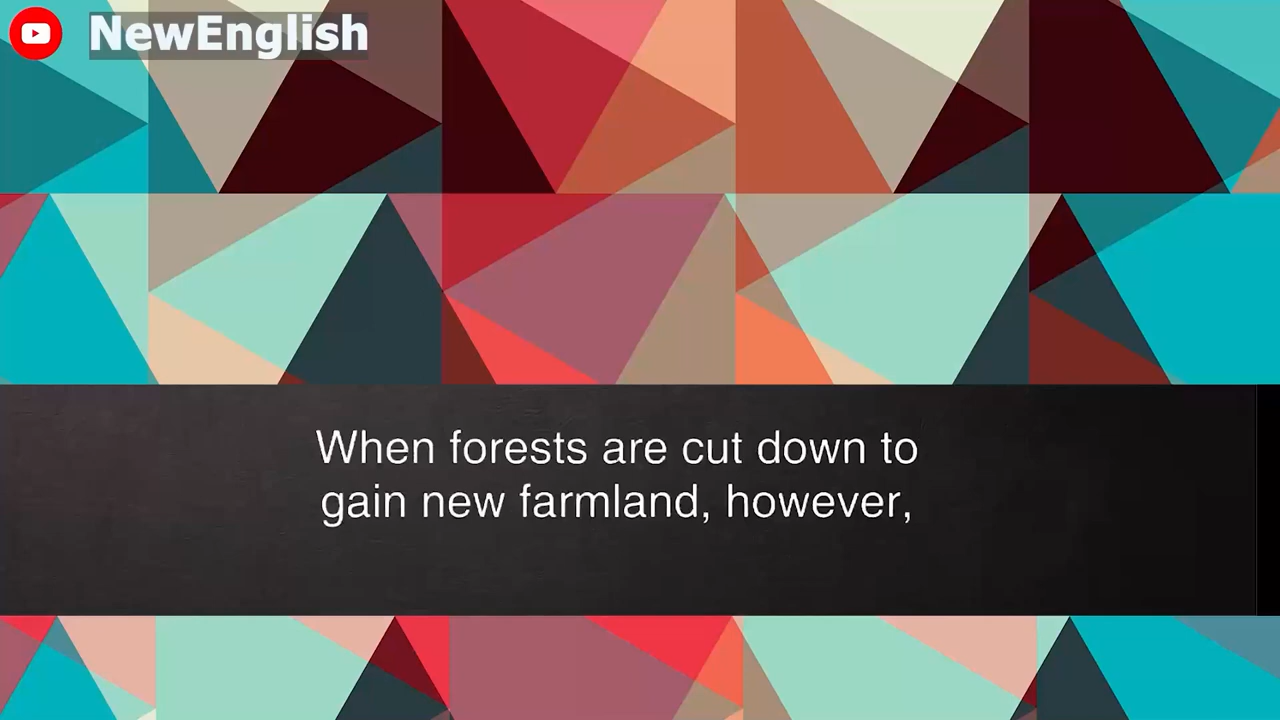 NewEnglish
When forests are cut down to
gain new farmland, however,